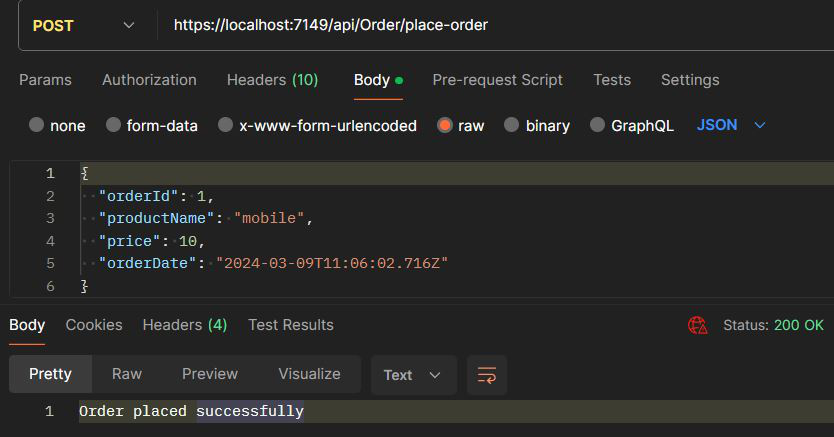 POST https://localhost:7149/api/Order/place-order
Params Authorization Headers (10) Body Pre-request Script Tests Settings
none form-data x-www-form-urlencoded raw binary GraphQL JSON
1 {
2 "orderId": 1,
3 "productName": "mobile",
4 "price": 10,
5 "orderDate": "2024-03-09T11:06:02.716Z"
6 }
Body Cookies Headers (4) Test Results Status: 200 OK
Pretty Raw Preview Visualize Text
1 Order placed successfully